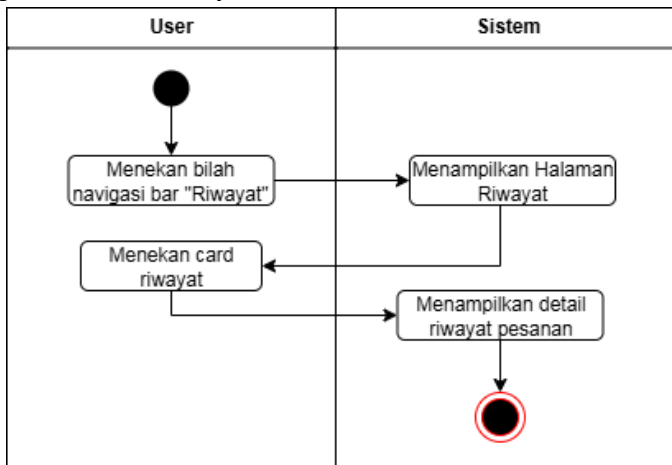 User
Sistem
Menekan bilah
navigasi bar "Riwayat"
Menampilkan Halaman
Riwayat
Menekan card
riwayat
Menampilkan detail
riwayat pesanan